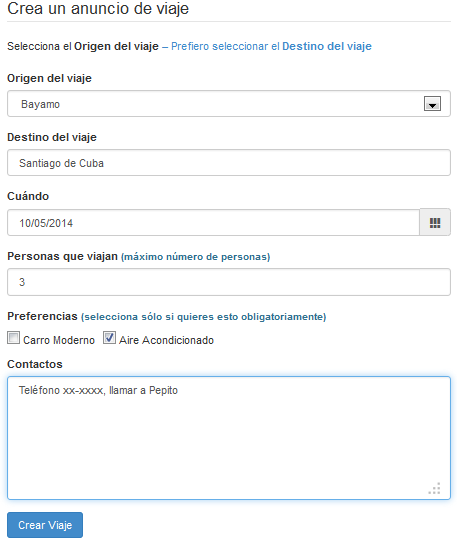 Crea un anuncio de viaje
Selecciona el Origen del viaje – Prefiero seleccionar el Destino del viaje
Origen del viaje
Bayamo
Destino del viaje
Santiago de Cuba
Cuándo
10/05/2014
Personas que viajan (máximo número de personas)
3
Preferencias (selecciona sólo si quieres esto obligatoriamente)
Carro Moderno Aire Acondicionado
Contactos
Teléfono xx-xxxx, llamar a Pepito
Crear Viaje